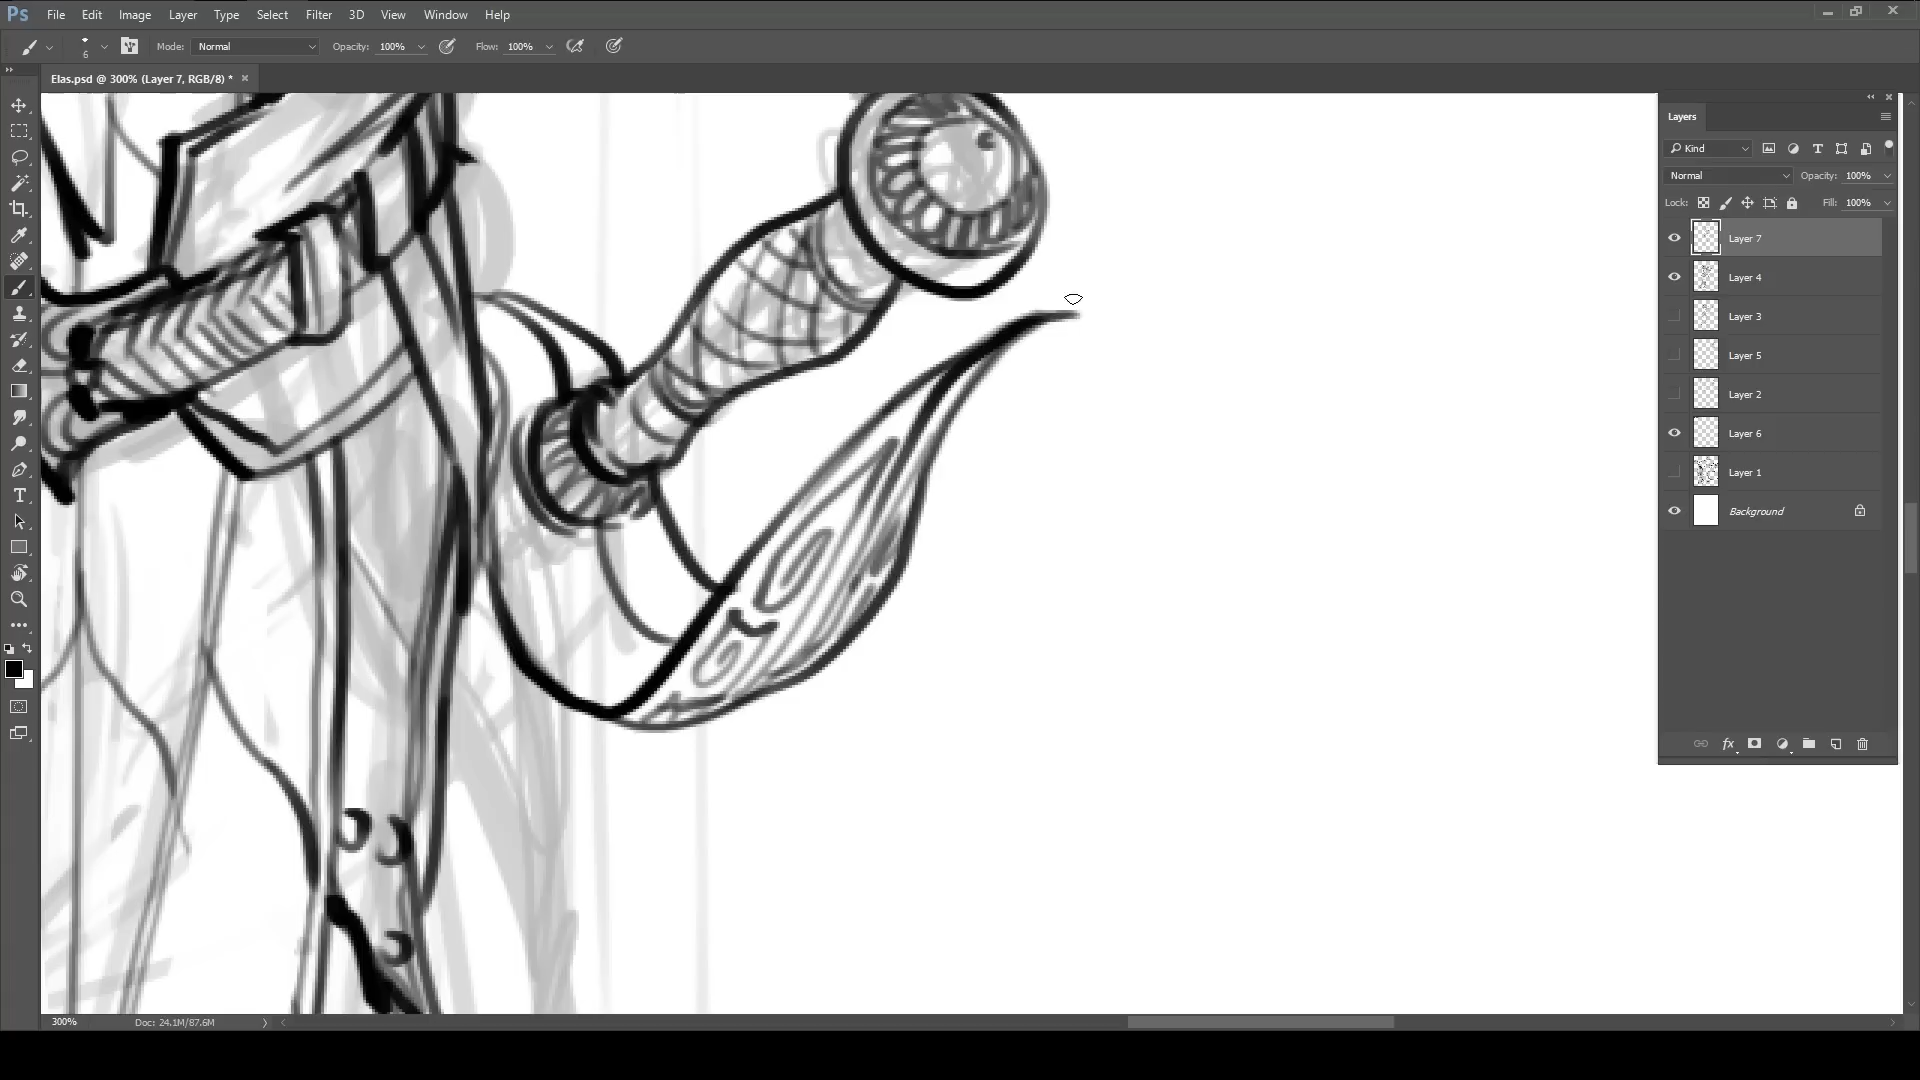 Ps File Edit Image Layer Type Select Filter 3D View Window Help
6 Mode: Normal Opacity: 100% Flow: 100%
Elas.psd @ 300% (Layer 7, RGB/8) *
Layers
Kind
Normal Opacity: 100%
Lock: Fill: 100%
Layer 7
Layer 4
Layer 3
Layer 5
Layer 2
Layer 6
Layer 1
Background
fx
300% Doc: 24.1M/87.6M